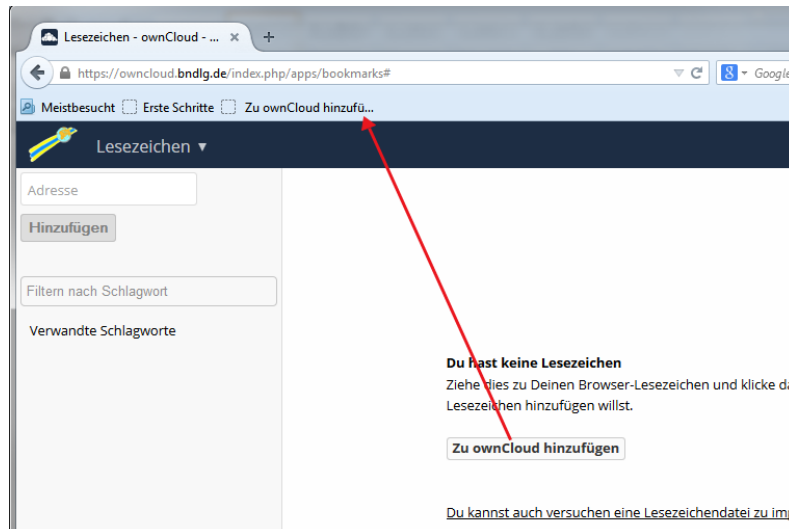 Lesezeichen - ownCloud - ...
https://owncloud.bndlg.de/index.php/apps/bookmarks#
Google
Meistbesucht Erste Schritte Zu ownCloud hinzufü...
Lesezeichen
Adresse
Hinzufügen
Filtern nach Schlagwort
Verwandte Schlagworte
Du hast keine Lesezeichen
Ziehe dies zu Deinen Browser-Lesezeichen und klicke
Lesezeichen hinzufügen willst.
Zu ownCloud hinzufügen
Du kannst auch versuchen eine Lesezeichendatei zu